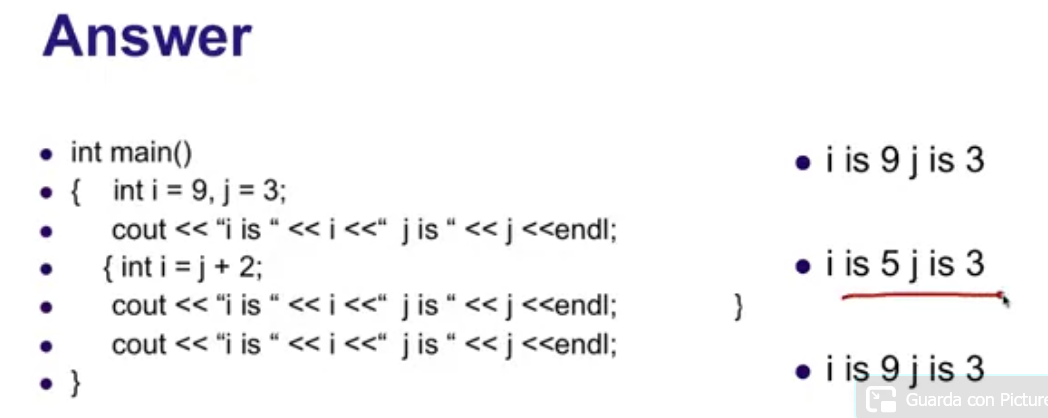 Answer
• int main()
• {   int i = 9, j = 3;
•     cout << “i is “ << i <<“  j is “ << j <<endl;
•    { int i = j + 2;
•     cout << “i is “ << i <<“  j is “ << j <<endl;            }
•     cout << “i is “ << i <<“  j is “ << j <<endl;
• }
• i is 9 j is 3
• i is 5 j is 3
• i is 9 j is 3
Guarda con Picture